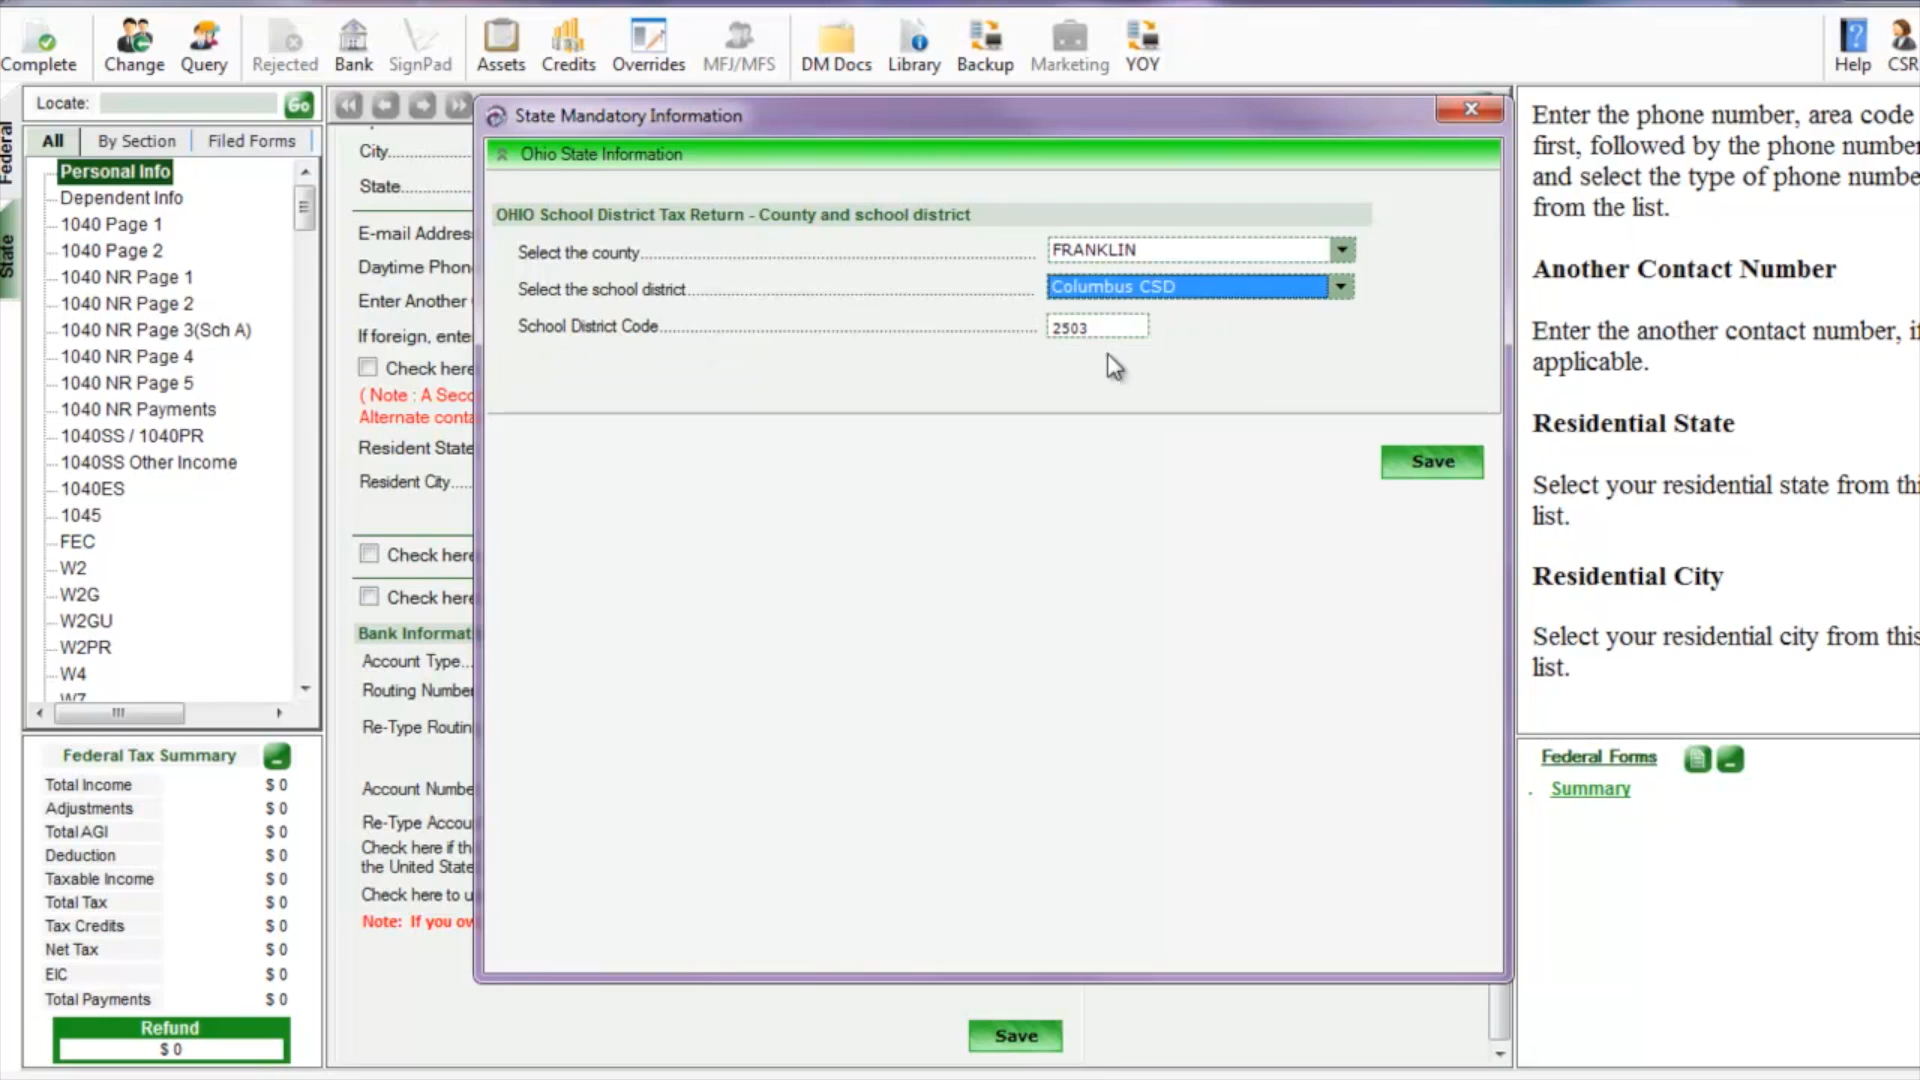 Complete
Change
Query
Rejected
Bank
SignPad
Assets
Credits
Overrides
MFJ/MFS
DM Docs
Library
Backup
Marketing
YOY
Help
CSR
Federal
State
Locate:
Go
All
By Section
Filed Forms
Personal Info
Dependent Info
1040 Page 1
1040 Page 2
1040 NR Page 1
1040 NR Page 2
1040 NR Page 3(Sch A)
1040 NR Page 4
1040 NR Page 5
1040 NR Payments
1040SS / 1040PR
1040SS Other Income
1040ES
1045
FEC
W2
W2G
W2GU
W2PR
W4
W7
Federal Tax Summary
Total Income $ 0
Adjustments $ 0
Total AGI $ 0
Deduction $ 0
Taxable Income $ 0
Total Tax $ 0
Tax Credits $ 0
Net Tax $ 0
EIC $ 0
Total Payments $ 0
Refund
$ 0
City
State
E-mail Addres
Daytime Phon
Enter Another
If foreign, ente
Check here
( Note : A Seco
Alternate conta
Resident State
Resident City
Check here
Check here
Bank Informat
Account Type
Routing Number
Re-Type Routin
Account Numbe
Re-Type Accou
Check here if th
the United State
Check here to u
Note: If you ow
Save
State Mandatory Information
Ohio State Information
OHIO School District Tax Return - County and school district
Select the county FRANKLIN
Select the school district Columbus CSD
School District Code 2503
Save
Enter the phone number, area code
first, followed by the phone number
and select the type of phone numbe
from the list.
Another Contact Number
Enter the another contact number, if
applicable.
Residential State
Select your residential state from thi
list.
Residential City
Select your residential city from this
list.
Federal Forms
Summary